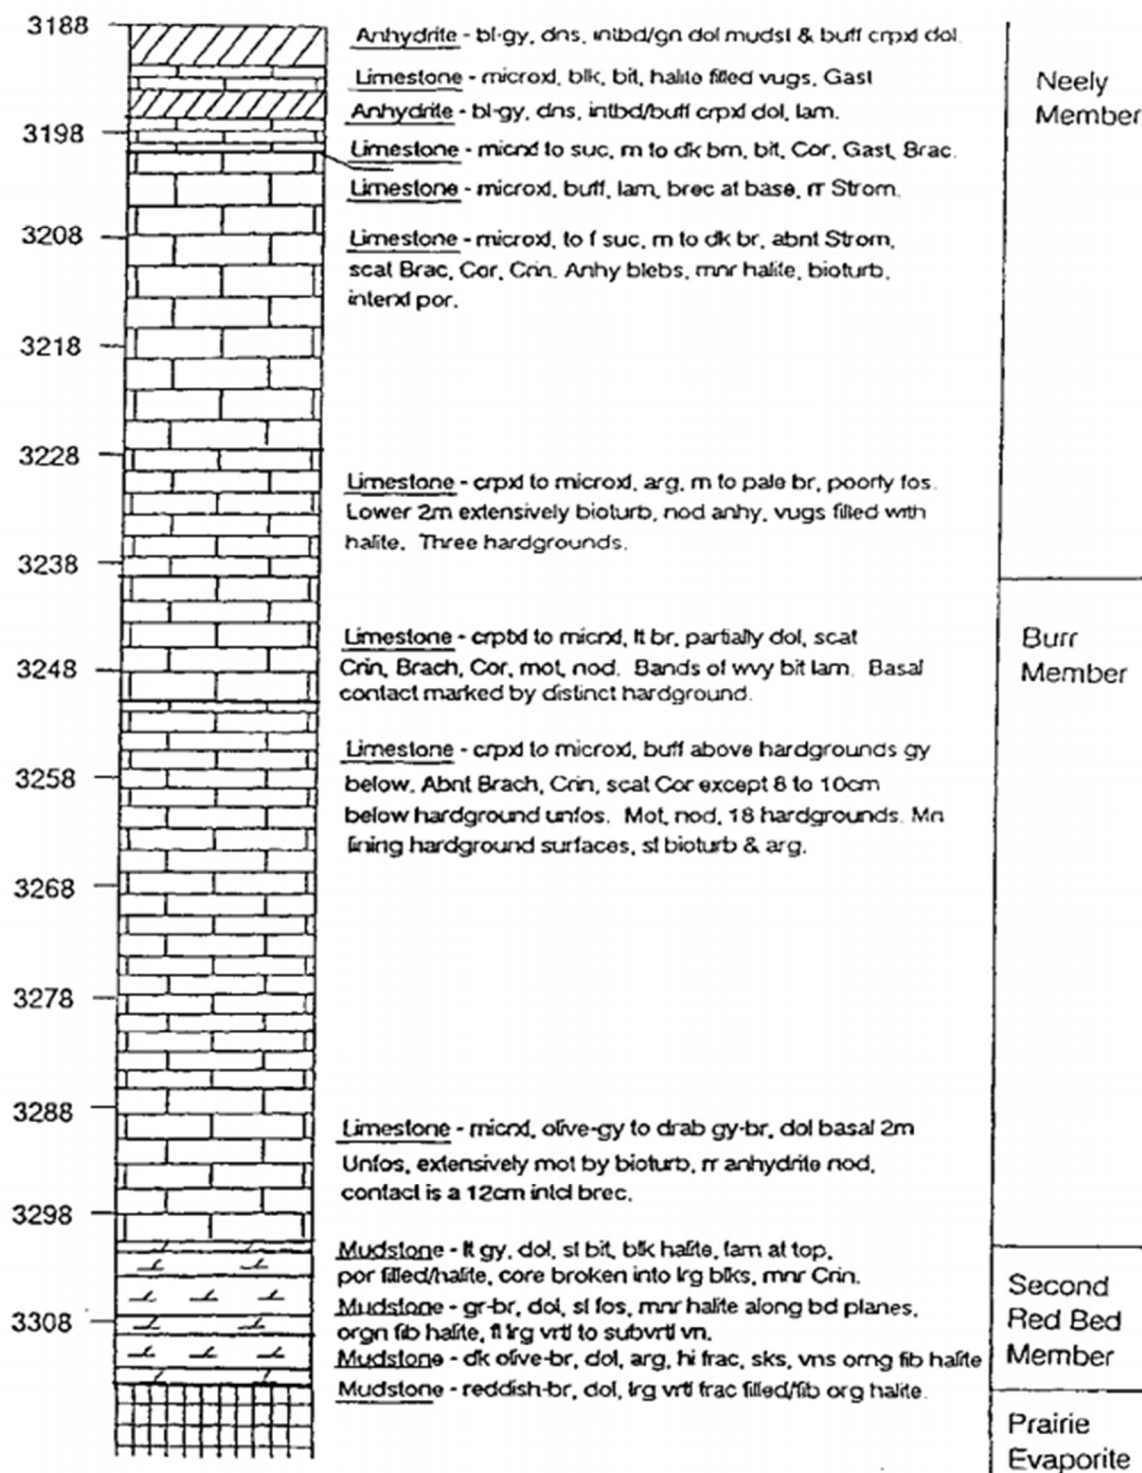 3188
Anhydrite - bl-gy, dns, intbd/gn dol mudst & buff crpxl dol.
Limestone - microxl, blk, bit, halite filled vugs, Gast
Anhydrite - bl-gy, dns, intbd/buff crpxl dol, lam.
3198
Limestone - micrxl to suc, m to dk brn, bit, Cor, Gast, Brac.
Limestone - microxl, buff, lam, brec at base, rr Strom.
Neely
Member
3208
Limestone - microxl, to f suc, m to dk br, abnt Strom,
scat Brac, Cor, Crin. Anhy blebs, mnr halite, bioturb,
interxl por.
3218
3228
Limestone - crpxl to microxl, arg, m to pale br, poorly fos.
Lower 2m extensively bioturb, nod anhy, vugs filled with
halite. Three hardgrounds.
3238
Limestone - crptxl to micrxl, lt br, partially dol, scat
Crin, Brach, Cor, mot, nod. Bands of wvy bit lam. Basal
contact marked by distinct hardground.
Burr
Member
3248
Limestone - crpxl to microxl, buff above hardgrounds gy
below. Abnt Brach, Crin, scat Cor except 8 to 10cm
below hardground unfos. Mot, nod, 18 hardgrounds. Mn
lining hardground surfaces, sl bioturb & arg.
3258
3268
3278
3288
Limestone - micrxl, olive-gy to drab gy-br, dol basal 2m
Unfos, extensively mot by bioturb, rr anhydrite nod,
contact is a 12cm intcl brec.
3298
Mudstone - lt gy, dol, sl bit, blk halite, lam at top,
por filled/halite, core broken into lrg blks, mnr Crin.
Mudstone - gr-br, dol, sl fos, mnr halite along bd planes,
orgn fib halite, fl lrg vrtl to subvrtl vn.
3308
Mudstone - dk olive-br, dol, arg, hi frac, sks, vns orng fib halite
Mudstone - reddish-br, dol, lrg vrtl frac filled/fib org halite.
Second
Red Bed
Member
Prairie
Evaporite